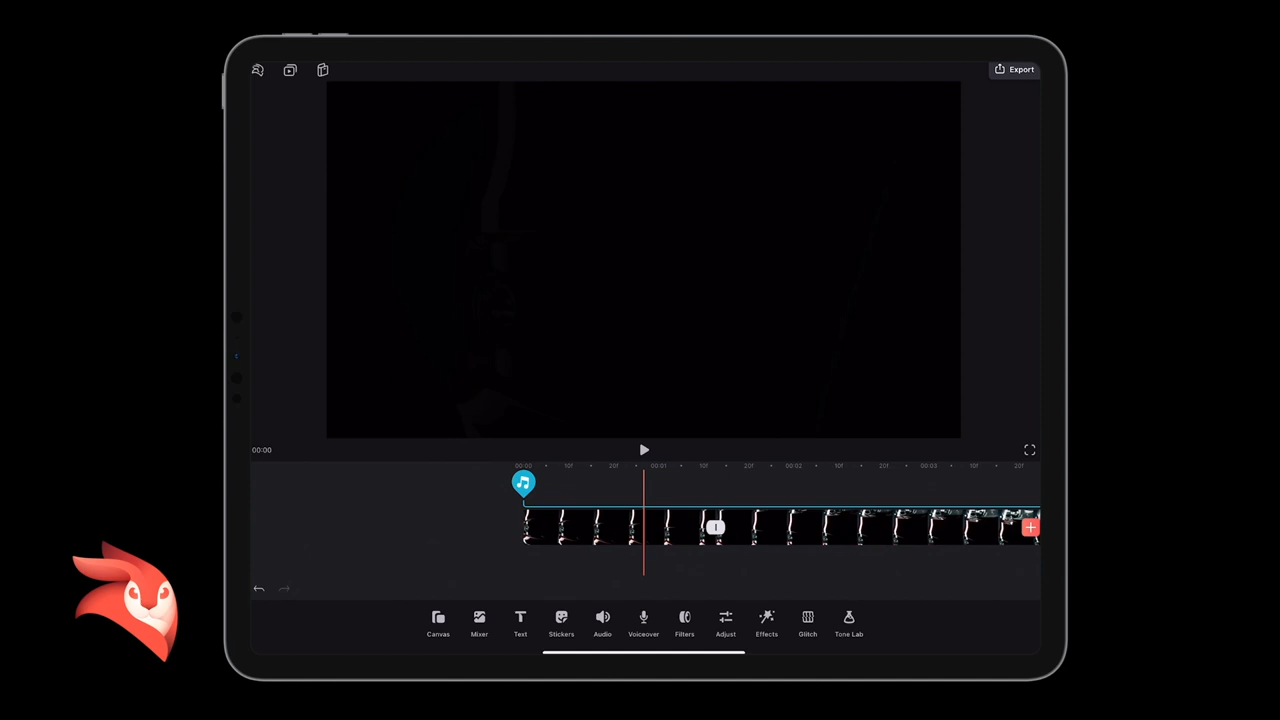 Export
00:00
00:00 10f 20f 00:01 10f 20f 00:02 10f 20f 00:03 10f 20f
Canvas Mixer Text Stickers Audio Voiceover Filters Adjust Effects Glitch Tone Lab